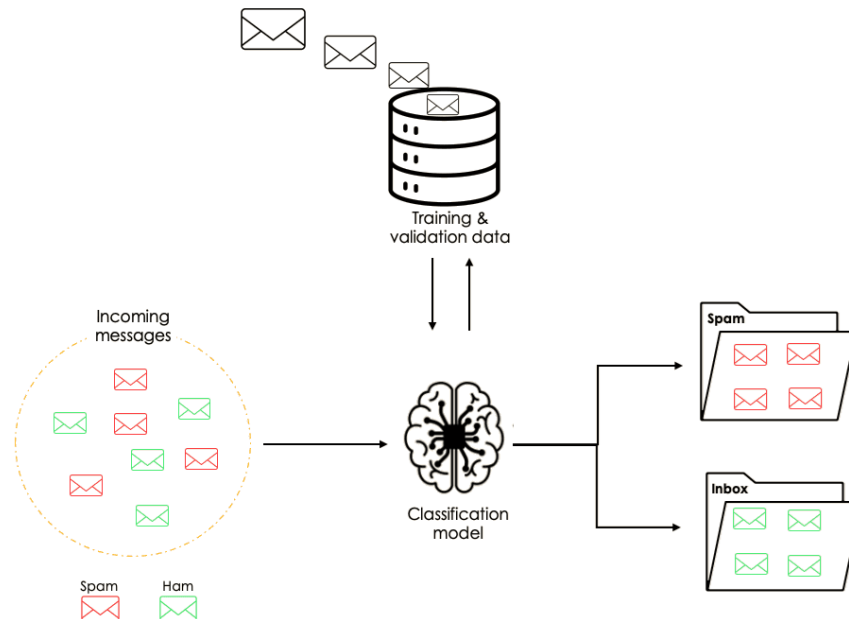 Training &
validation data
Incoming
messages
Spam
Classification
model
Inbox
Spam
Ham